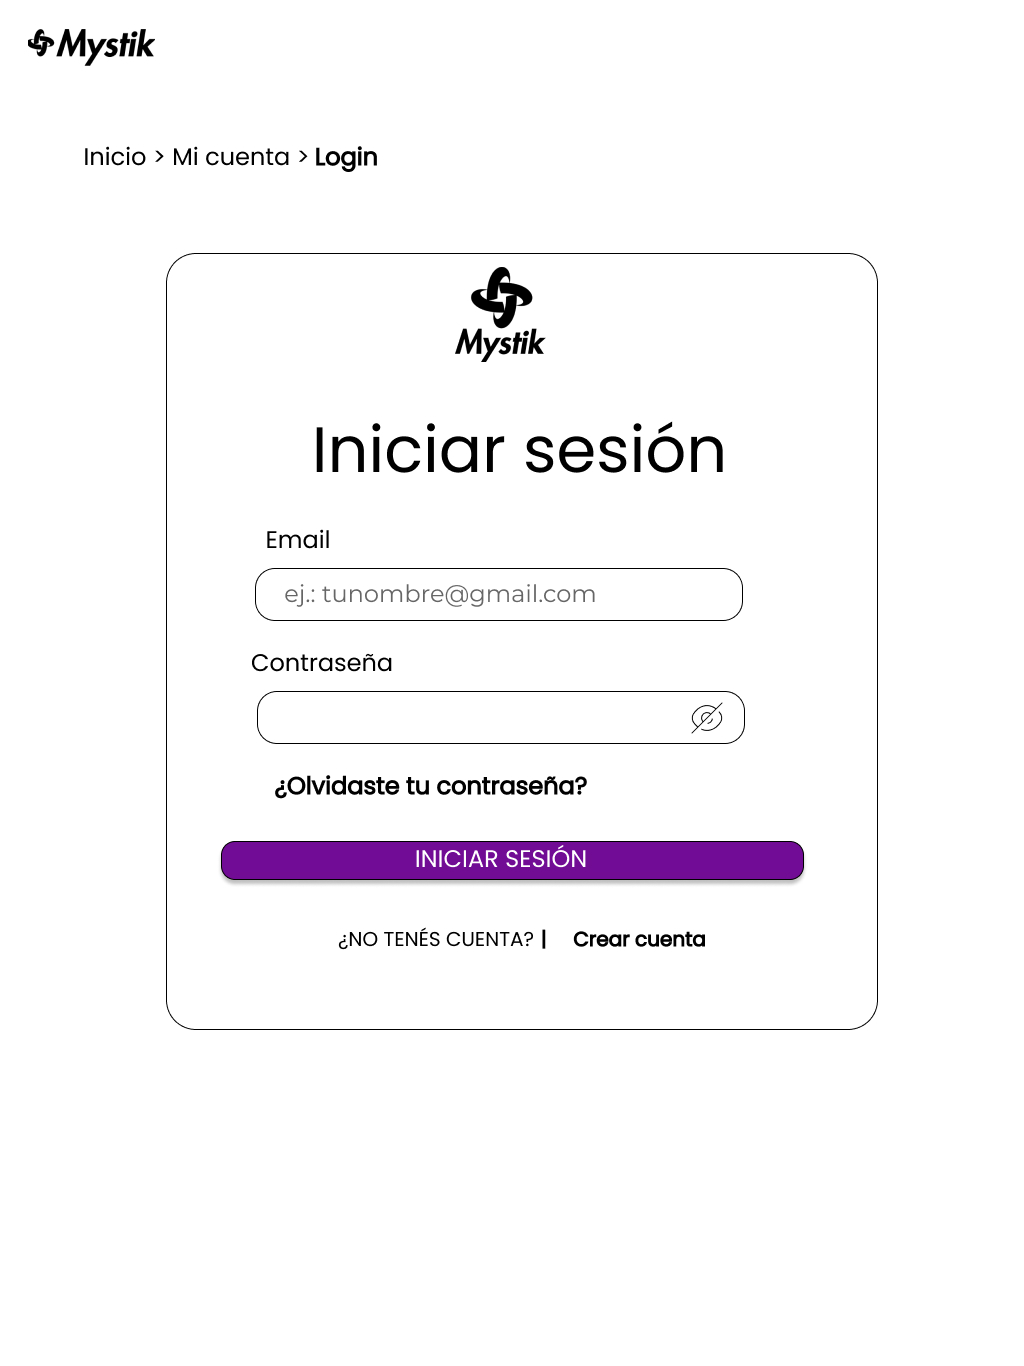 Mystik
Inicio > Mi cuenta > Login
Mystik
Iniciar sesión
Email
ej.: tunombre@gmail.com
Contraseña
¿Olvidaste tu contraseña?
INICIAR SESIÓN
¿NO TENÉS CUENTA? | Crear cuenta